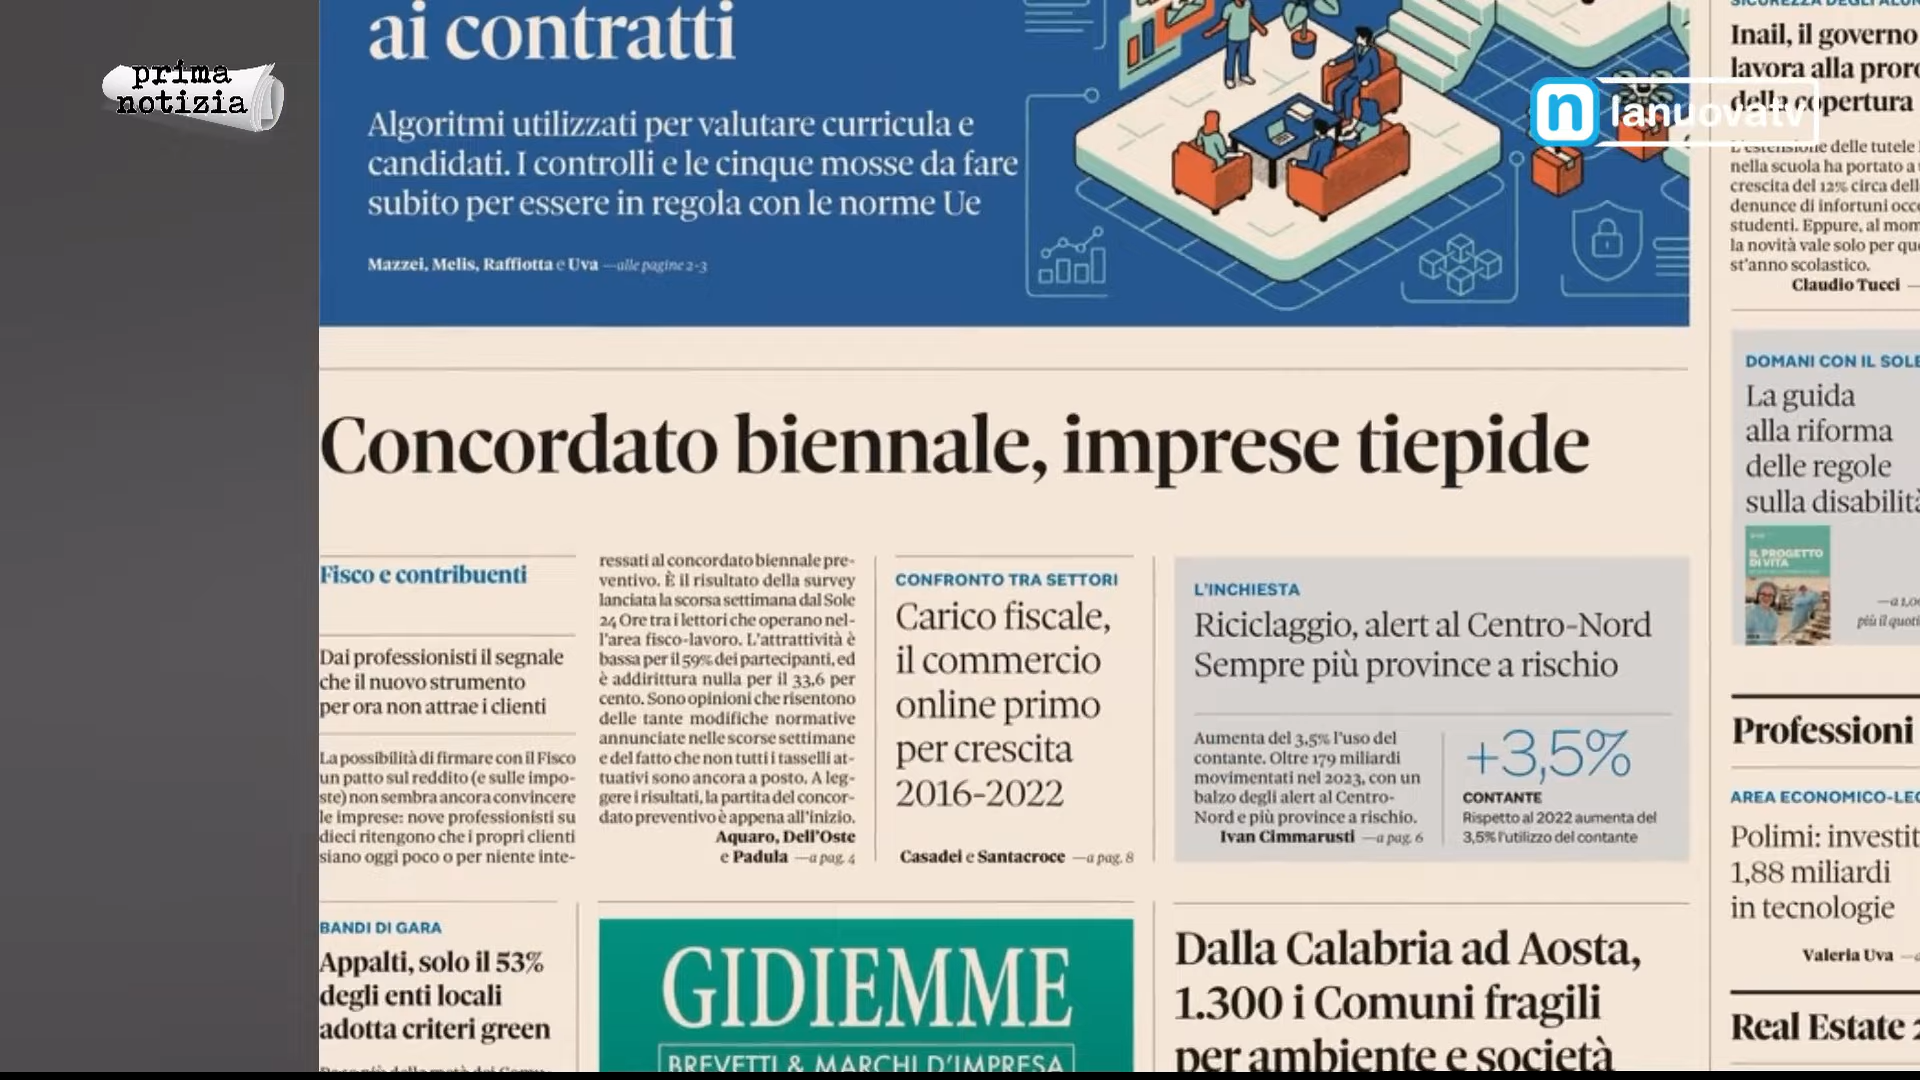 prima
notizia
lanuovatv
ai contratti
Algoritmi utilizzati per valutare curricula e
candidati. I controlli e le cinque mosse da fare
subito per essere in regola con le norme Ue
Mazzei, Melis, Raffiotta e Uva —alle pagine 2-3
Inail, il governo
lavora alla proro
della copertura
L'estensione delle tutele
nella scuola ha portato a
crescita del 12% circa dell
denunce di infortuni occ
studenti. Eppure, al mom
la novità vale solo per que
st'anno scolastico.
Claudio Tucci —
DOMANI CON IL SOLE
La guida
alla riforma
delle regole
sulla disabilità
IL PROGETTO
DI VITA
più il quoti
Concordato biennale, imprese tiepide
Fisco e contribuenti
Dai professionisti il segnale
che il nuovo strumento
per ora non attrae i clienti
La possibilità di firmare con il Fisco
un patto sul reddito (e sulle impo-
ste) non sembra ancora convincere
le imprese: nove professionisti su
dieci ritengono che i propri clienti
siano oggi poco o per niente inte-
ressati al concordato biennale pre-
ventivo. È il risultato della survey
lanciata la scorsa settimana dal Sole
24 Ore tra i lettori che operano nel-
l'area fisco-lavoro. L'attrattività è
bassa per il 59% dei partecipanti, ed
è addirittura nulla per il 33,6 per
cento. Sono opinioni che risentono
delle tante modifiche normative
annunciate nelle scorse settimane
e del fatto che non tutti i tasselli at-
tuativi sono ancora a posto. A leg-
gere i risultati, la partita del concor-
dato preventivo è appena all'inizio.
Aquaro, Dell'Oste
e Padula —a pag. 4
CONFRONTO TRA SETTORI
Carico fiscale,
il commercio
online primo
per crescita
2016-2022
Casadei e Santacroce —a pag. 8
L'INCHIESTA
Riciclaggio, alert al Centro-Nord
Sempre più province a rischio
Aumenta del 3,5% l'uso del
contante. Oltre 179 miliardi
movimentati nel 2023, con un
balzo degli alert al Centro-
Nord e più province a rischio.
Ivan Cimmarusti —a pag. 6
+3,5%
CONTANTE
Rispetto al 2022 aumenta del
3,5% l'utilizzo del contante
Professioni
AREA ECONOMICO-LEG
Polimi: investit
1,88 miliardi
in tecnologie
Valeria Uva —a
Real Estate 2
BANDI DI GARA
Appalti, solo il 53%
degli enti locali
adotta criteri green
GIDIEMME
BREVETTI & MARCHI D'IMPRESA
Dalla Calabria ad Aosta,
1.300 i Comuni fragili
per ambiente e società